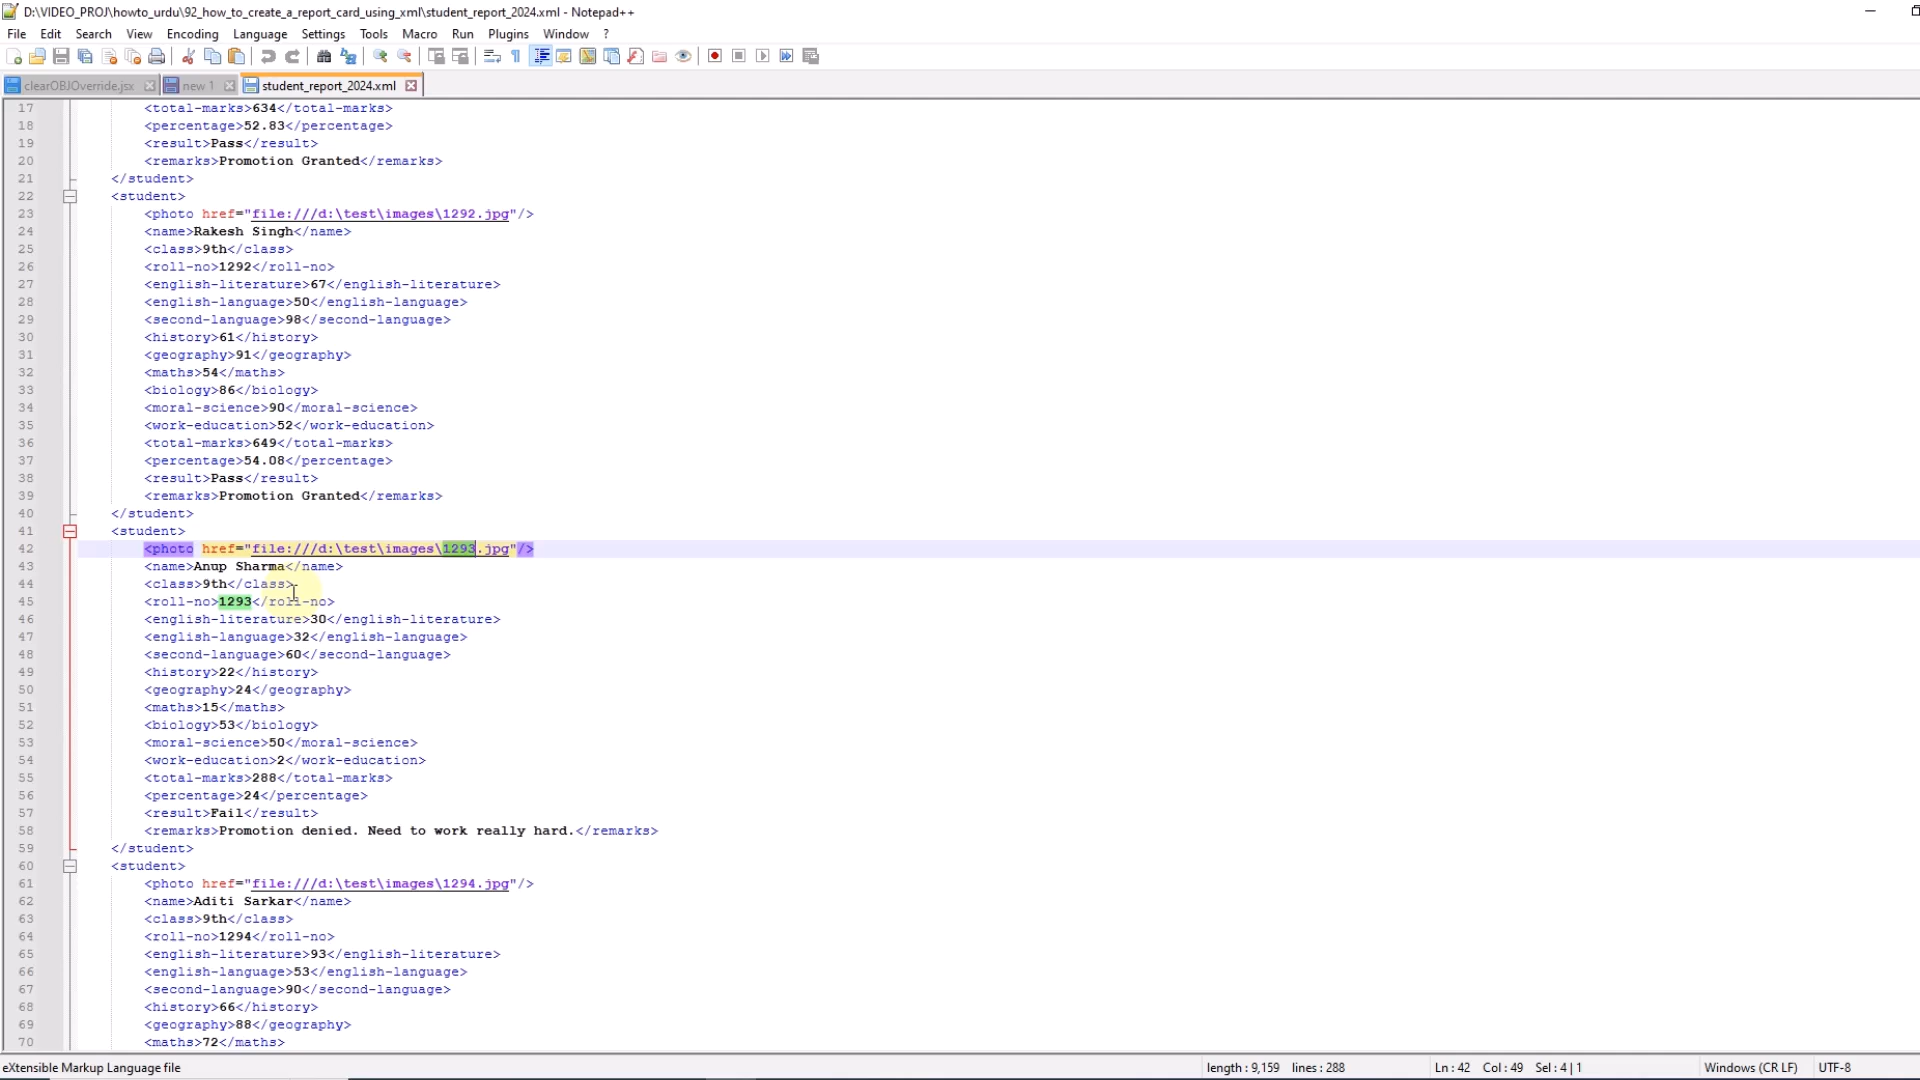 D:\VIDEO_PROJ\howto_urdu\92_how_to_create_a_report_card_using_xml\student_report_2024.xml - Notepad++
File Edit Search View Encoding Language Settings Tools Macro Run Plugins Window ?
clearOBJOverride.jsx new 1 student_report_2024.xml
17 <total-marks>634</total-marks>
18 <percentage>52.83</percentage>
19 <result>Pass</result>
20 <remarks>Promotion Granted</remarks>
21 </student>
22 <student>
23 <photo href="file:///d:\test\images\1292.jpg"/>
24 <name>Rakesh Singh</name>
25 <class>9th</class>
26 <roll-no>1292</roll-no>
27 <english-literature>67</english-literature>
28 <english-language>50</english-language>
29 <second-language>98</second-language>
30 <history>61</history>
31 <geography>91</geography>
32 <maths>54</maths>
33 <biology>86</biology>
34 <moral-science>90</moral-science>
35 <work-education>52</work-education>
36 <total-marks>649</total-marks>
37 <percentage>54.08</percentage>
38 <result>Pass</result>
39 <remarks>Promotion Granted</remarks>
40 </student>
41 <student>
42 <photo href="file:///d:\test\images\1293.jpg"/>
43 <name>Anup Sharma</name>
44 <class>9th</class>
45 <roll-no>1293</roll-no>
46 <english-literature>30</english-literature>
47 <english-language>32</english-language>
48 <second-language>60</second-language>
49 <history>22</history>
50 <geography>24</geography>
51 <maths>15</maths>
52 <biology>53</biology>
53 <moral-science>50</moral-science>
54 <work-education>2</work-education>
55 <total-marks>288</total-marks>
56 <percentage>24</percentage>
57 <result>Fail</result>
58 <remarks>Promotion denied. Need to work really hard.</remarks>
59 </student>
60 <student>
61 <photo href="file:///d:\test\images\1294.jpg"/>
62 <name>Aditi Sarkar</name>
63 <class>9th</class>
64 <roll-no>1294</roll-no>
65 <english-literature>93</english-literature>
66 <english-language>53</english-language>
67 <second-language>90</second-language>
68 <history>66</history>
69 <geography>88</geography>
70 <maths>72</maths>
eXtensible Markup Language file length : 9,159 lines : 288 Ln : 42 Col : 49 Sel : 4 | 1 Windows (CR LF) UTF-8